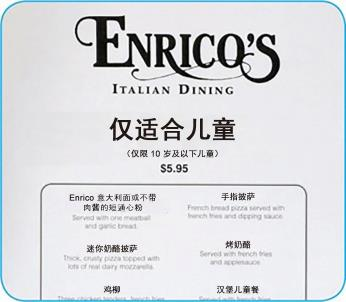 ENRICO'S
ITALIAN DINING
仅适合儿童
（仅限 10 岁及以下儿童）
$5.95
Enrico 意大利面或不带
肉酱的短通心粉
Served with one meatball
and garlic bread.
迷你奶酪披萨
Thick, crusty pizza topped with
lots of real dairy mozzarella.
鸡柳
Three chicken tenders, french fries
手指披萨
French bread pizza served with
french fries and dipping sauce.
烤奶酪
Served with french fries
and applesauce.
汉堡儿童餐